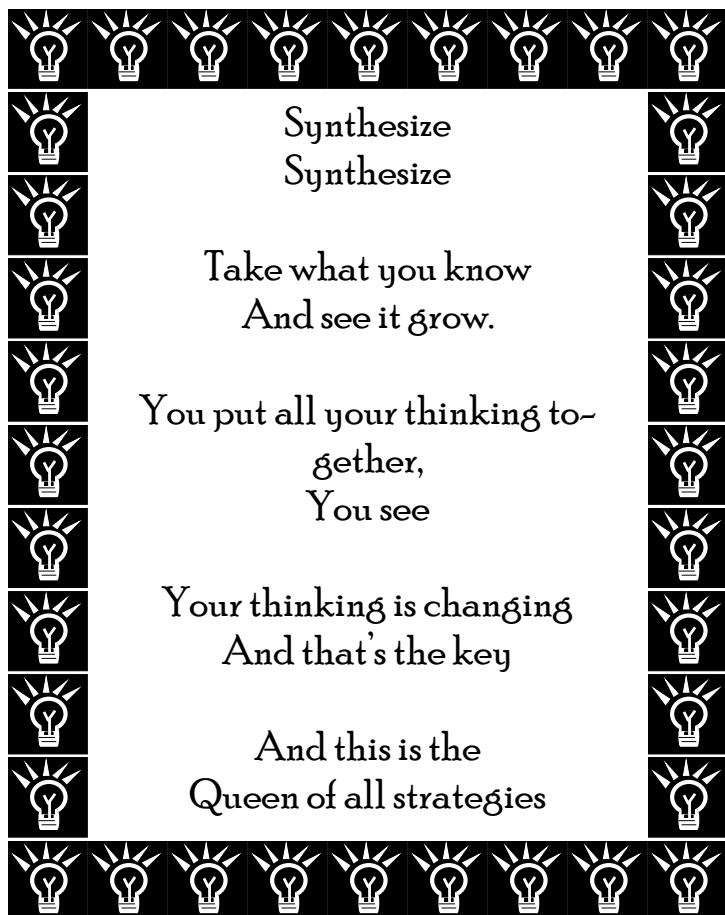 Synthesize
Synthesize
Take what you know
And see it grow.
You put all your thinking to-
gether,
You see
Your thinking is changing
And that's the key
And this is the
Queen of all strategies